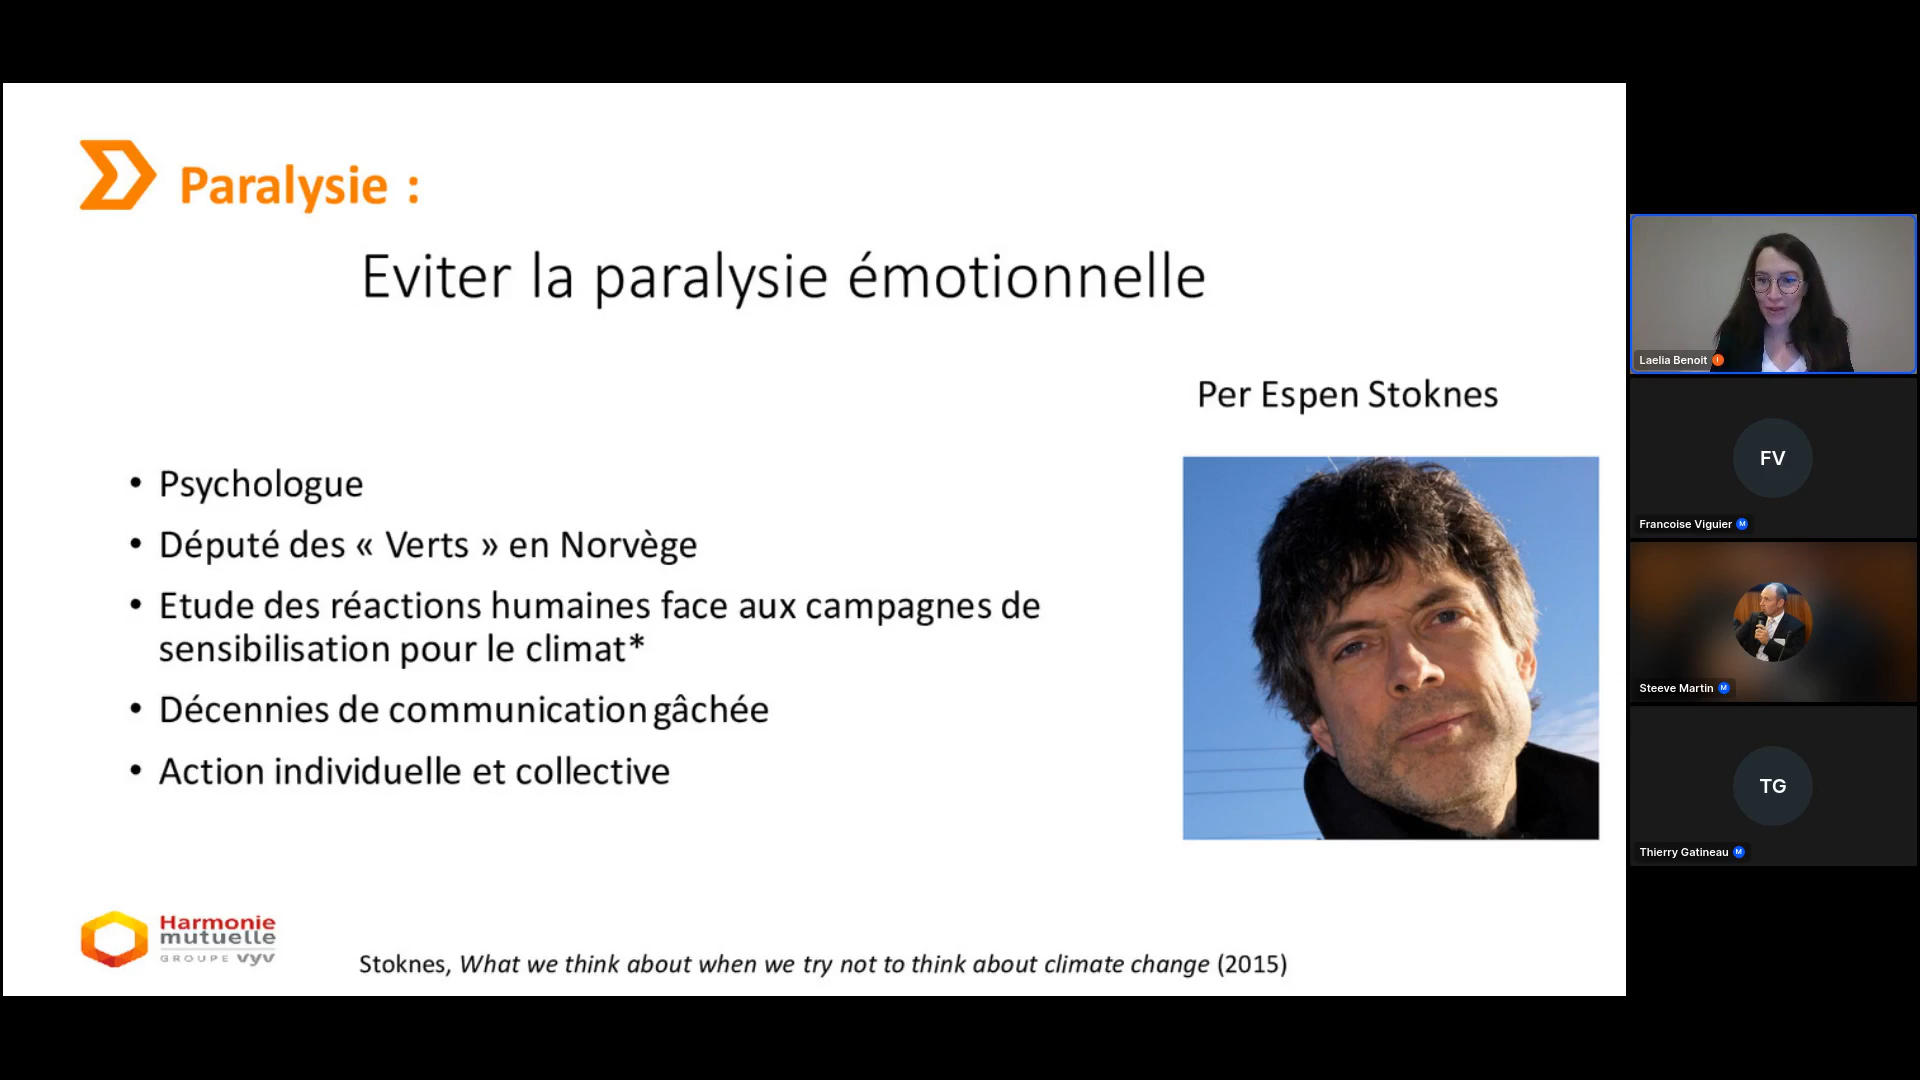 Paralysie :
Eviter la paralysie émotionnelle
Per Espen Stoknes
• Psychologue
• Député des « Verts » en Norvège
• Etude des réactions humaines face aux campagnes de
sensibilisation pour le climat*
• Décennies de communication gâchée
• Action individuelle et collective
Harmonie
mutuelle
GROUPE vyv
Stoknes, What we think about when we try not to think about climate change (2015)
Laelia Benoit I
FV
Francoise Viguier M
Steeve Martin M
TG
Thierry Gatineau M